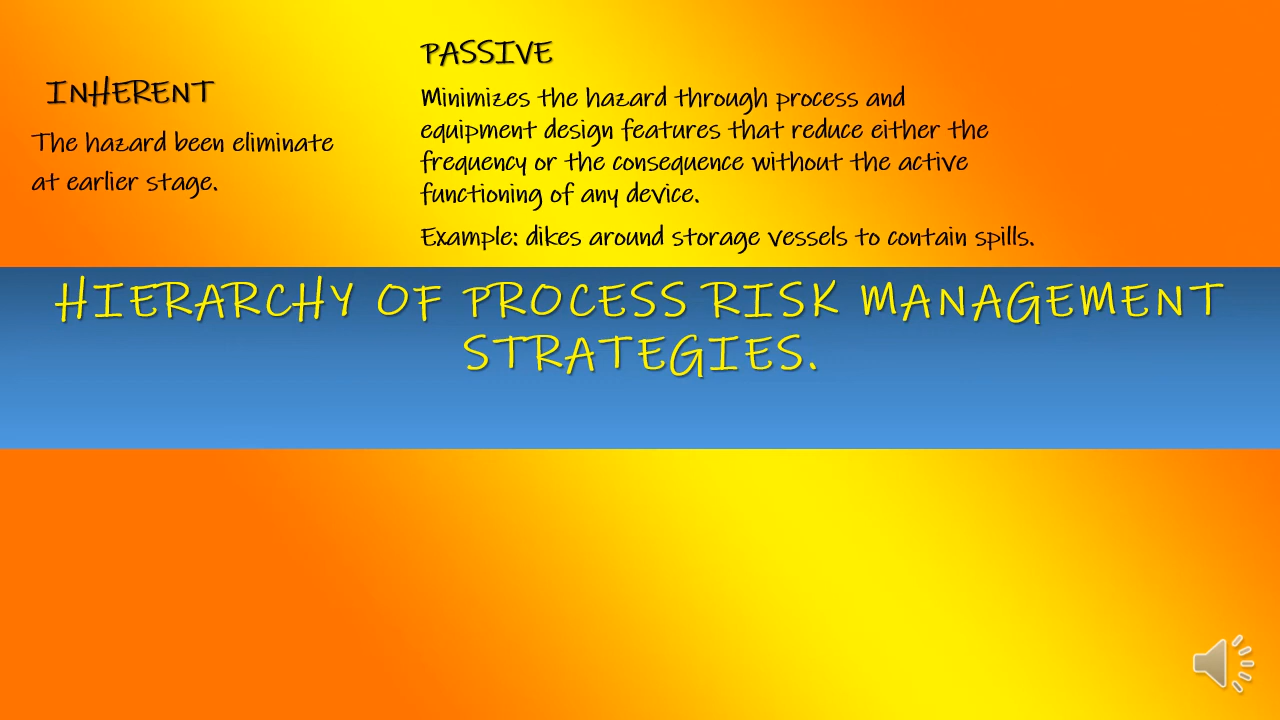 INHERENT
The hazard been eliminate
at earlier stage.
PASSIVE
Minimizes the hazard through process and
equipment design features that reduce either the
frequency or the consequence without the active
functioning of any device.
Example: dikes around storage vessels to contain spills.
HIERARCHY OF PROCESS RISK MANAGEMENT
STRATEGIES.